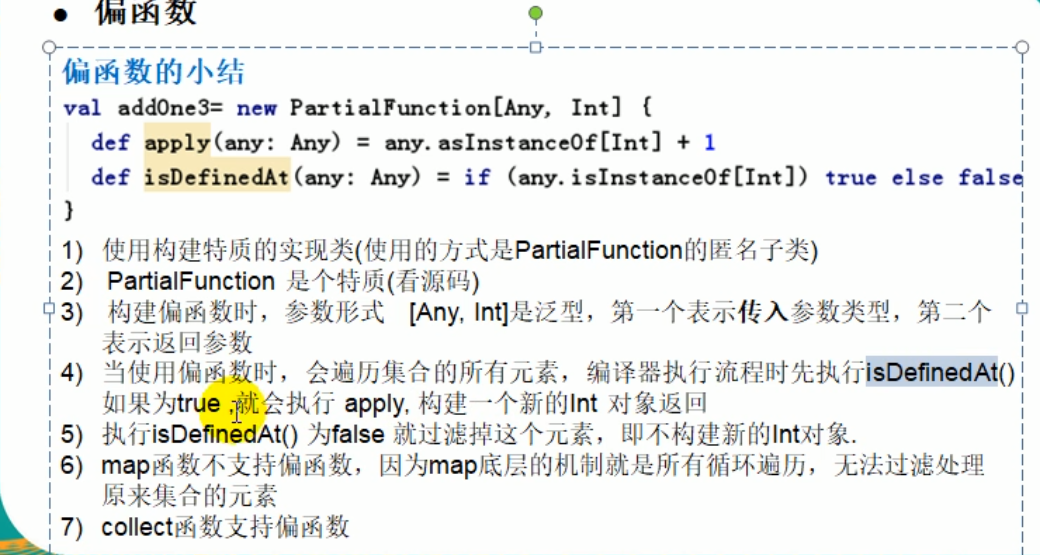 ● 偏函数
偏函数的小结
val addOne3= new PartialFunction[Any, Int] {
def apply(any: Any) = any.asInstanceOf[Int] + 1
def isDefinedAt(any: Any) = if (any.isInstanceOf[Int]) true else false
}
1) 使用构建特质的实现类(使用的方式是PartialFunction的匿名子类)
2) PartialFunction 是个特质(看源码)
3) 构建偏函数时，参数形式 [Any, Int]是泛型，第一个表示传入参数类型，第二个
表示返回参数
4) 当使用偏函数时，会遍历集合的所有元素，编译器执行流程时先执行isDefinedAt()
如果为true ,就会执行 apply, 构建一个新的Int 对象返回
5) 执行isDefinedAt() 为false 就过滤掉这个元素，即不构建新的Int对象.
6) map函数不支持偏函数，因为map底层的机制就是所有循环遍历，无法过滤处理
原来集合的元素
7) collect函数支持偏函数